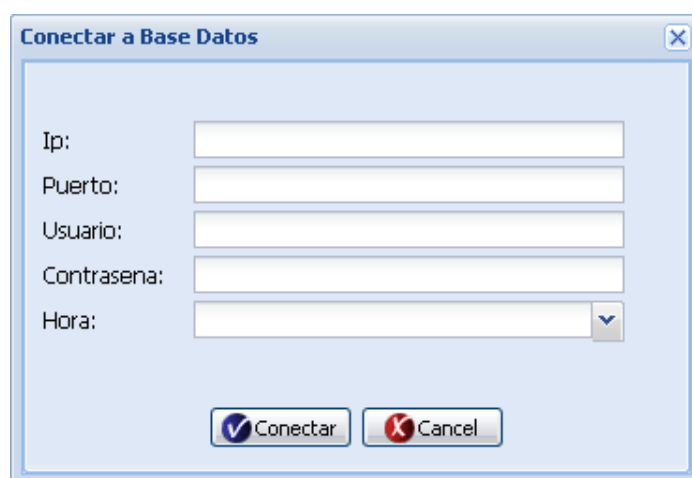 Conectar a Base Datos
Ip:
Puerto:
Usuario:
Contrasena:
Hora:
Conectar Cancel